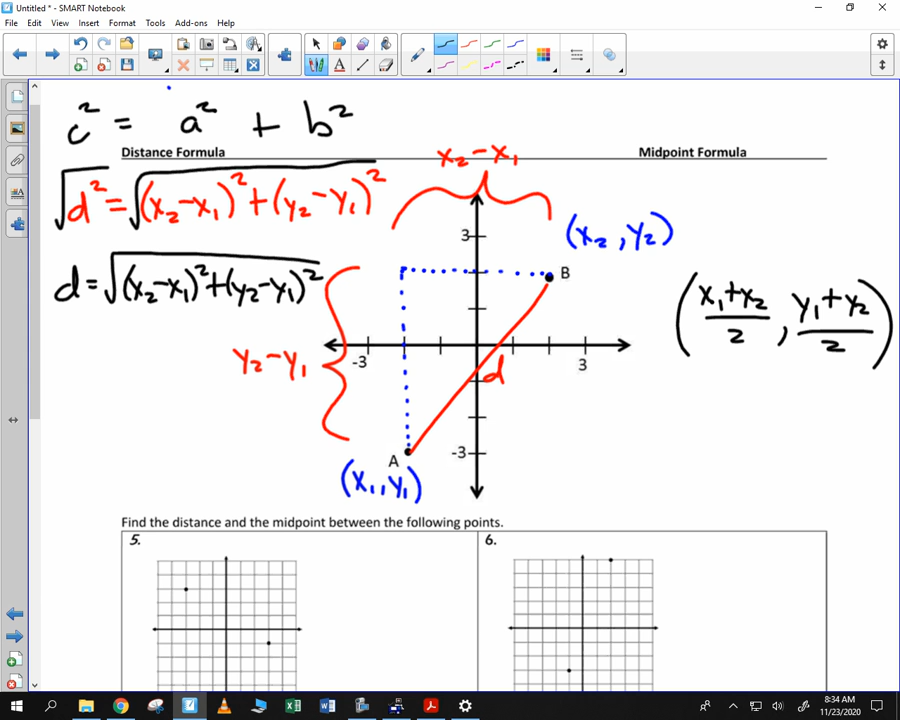 Untitled * - SMART Notebook
File Edit View Insert Format Tools Add-ons Help
c² = a² + b²
Distance Formula
Midpoint Formula
x₂-x₁
√d² = √(x₂-x₁)²+(y₂-y₁)²
3
(x₂,y₂)
B
d=√(x₂-x₁)²+(y₂-y₁)²
(x₁+x₂/2, y₁+y₂/2)
y₂-y₁
-3
3
d
-3
A
(x₁,y₁)
Find the distance and the midpoint between the following points.
5.
6.
8:34 AM
11/23/2020